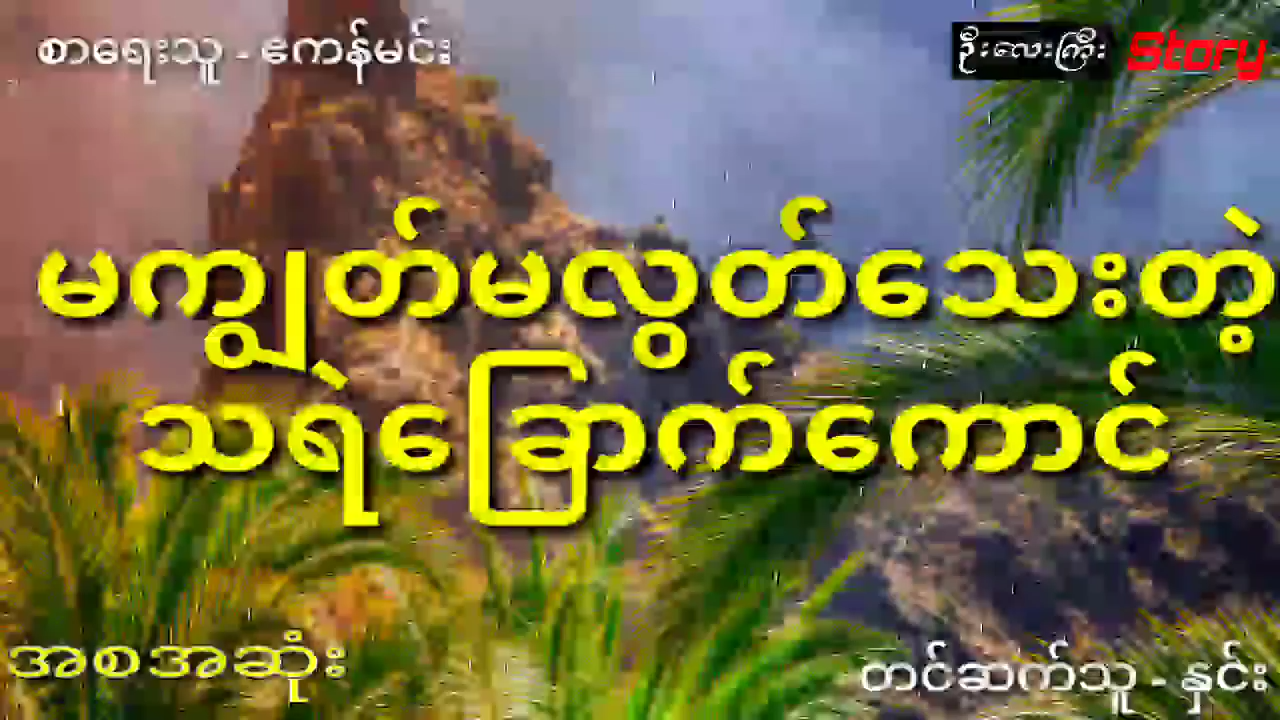 စာရေးသူ - ဧကန်မင်း
ဦးလေးကြီး Story
မကျွတ်မလွတ်သေးတဲ့
သရဲခြောက်ကောင်
အစအဆုံး
တင်ဆက်သူ - နှင်း